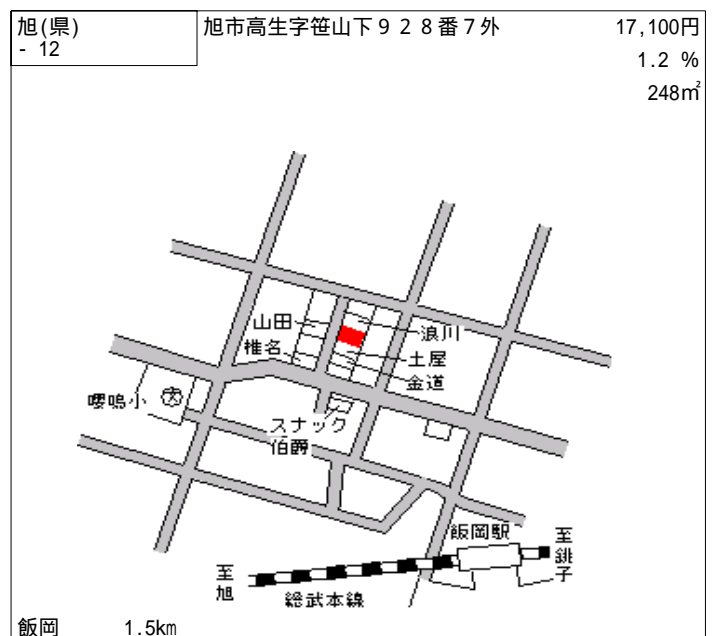 旭(県)
- 12
旭市高生字笹山下９２８番７外
17,100円
1.2 %
248㎡
山田
浪川
椎名
土屋
金道
嚶鳴小
文
スナック
伯爵
飯岡駅
至銚子
至旭
総武本線
飯岡 1.5km